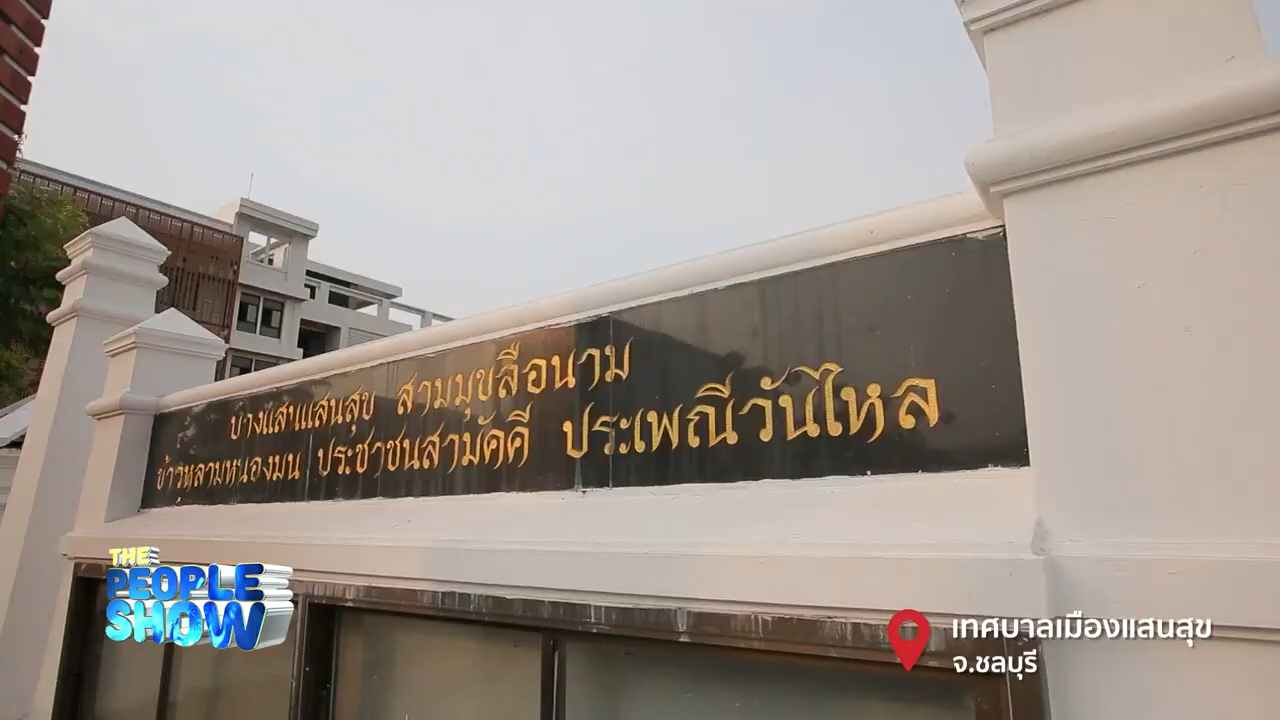 บางแสนแสนสุข สามมุขลือนาม
ข้าวหลามหนองมน ประชาชนสามัคคี ประเพณีวันไหล
THE
PEOPLE
SHOW
เทศบาลเมืองแสนสุข
จ.ชลบุรี